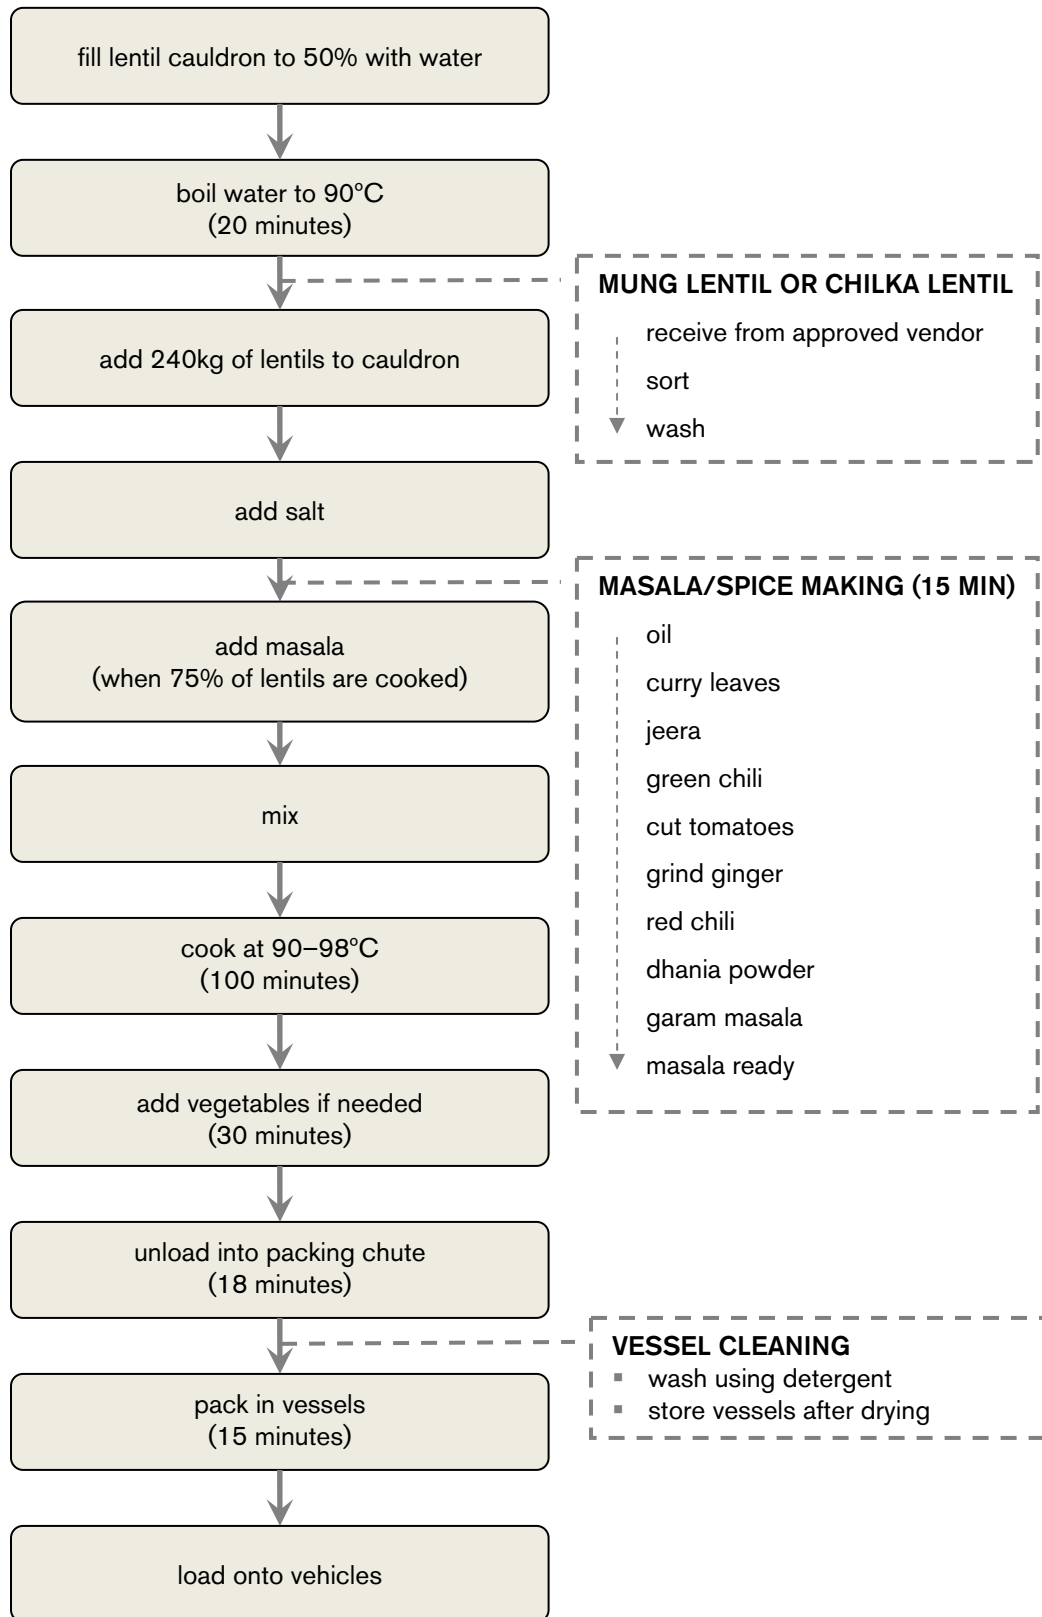 fill lentil cauldron to 50% with water
boil water to 90°C
(20 minutes)
MUNG LENTIL OR CHILKA LENTIL
receive from approved vendor
sort
wash
add 240kg of lentils to cauldron
add salt
MASALA/SPICE MAKING (15 MIN)
oil
curry leaves
jeera
green chili
cut tomatoes
grind ginger
red chili
dhania powder
garam masala
masala ready
add masala
(when 75% of lentils are cooked)
mix
cook at 90–98°C
(100 minutes)
add vegetables if needed
(30 minutes)
unload into packing chute
(18 minutes)
VESSEL CLEANING
▪ wash using detergent
▪ store vessels after drying
pack in vessels
(15 minutes)
load onto vehicles